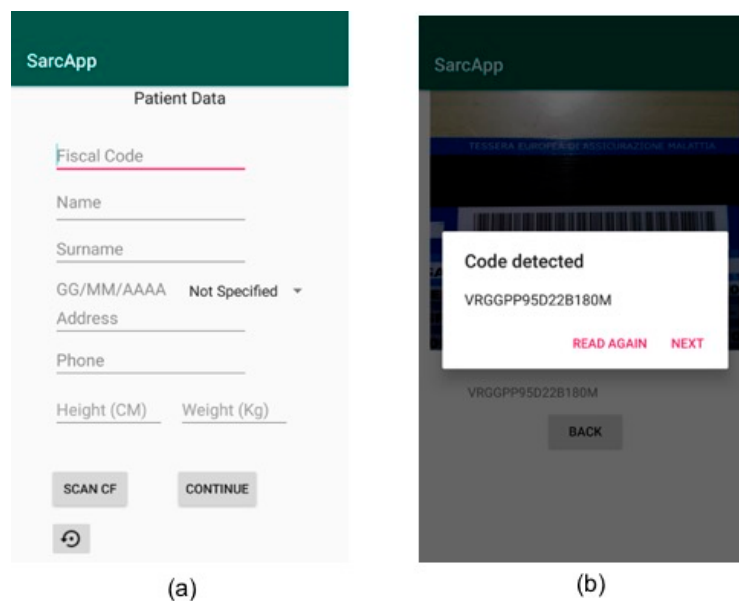 SarcApp
Patient Data
Fiscal Code
Name
Surname
GG/MM/AAAA Not Specified
Address
Phone
Height (CM) Weight (Kg)
SCAN CF CONTINUE
(a)
SarcApp
TESSERA EUROPEA DI ASSICURAZIONE MALATTIA
Code detected
VRGGPP95D22B180M
READ AGAIN NEXT
VRGGPP95D22B180M
BACK
(b)